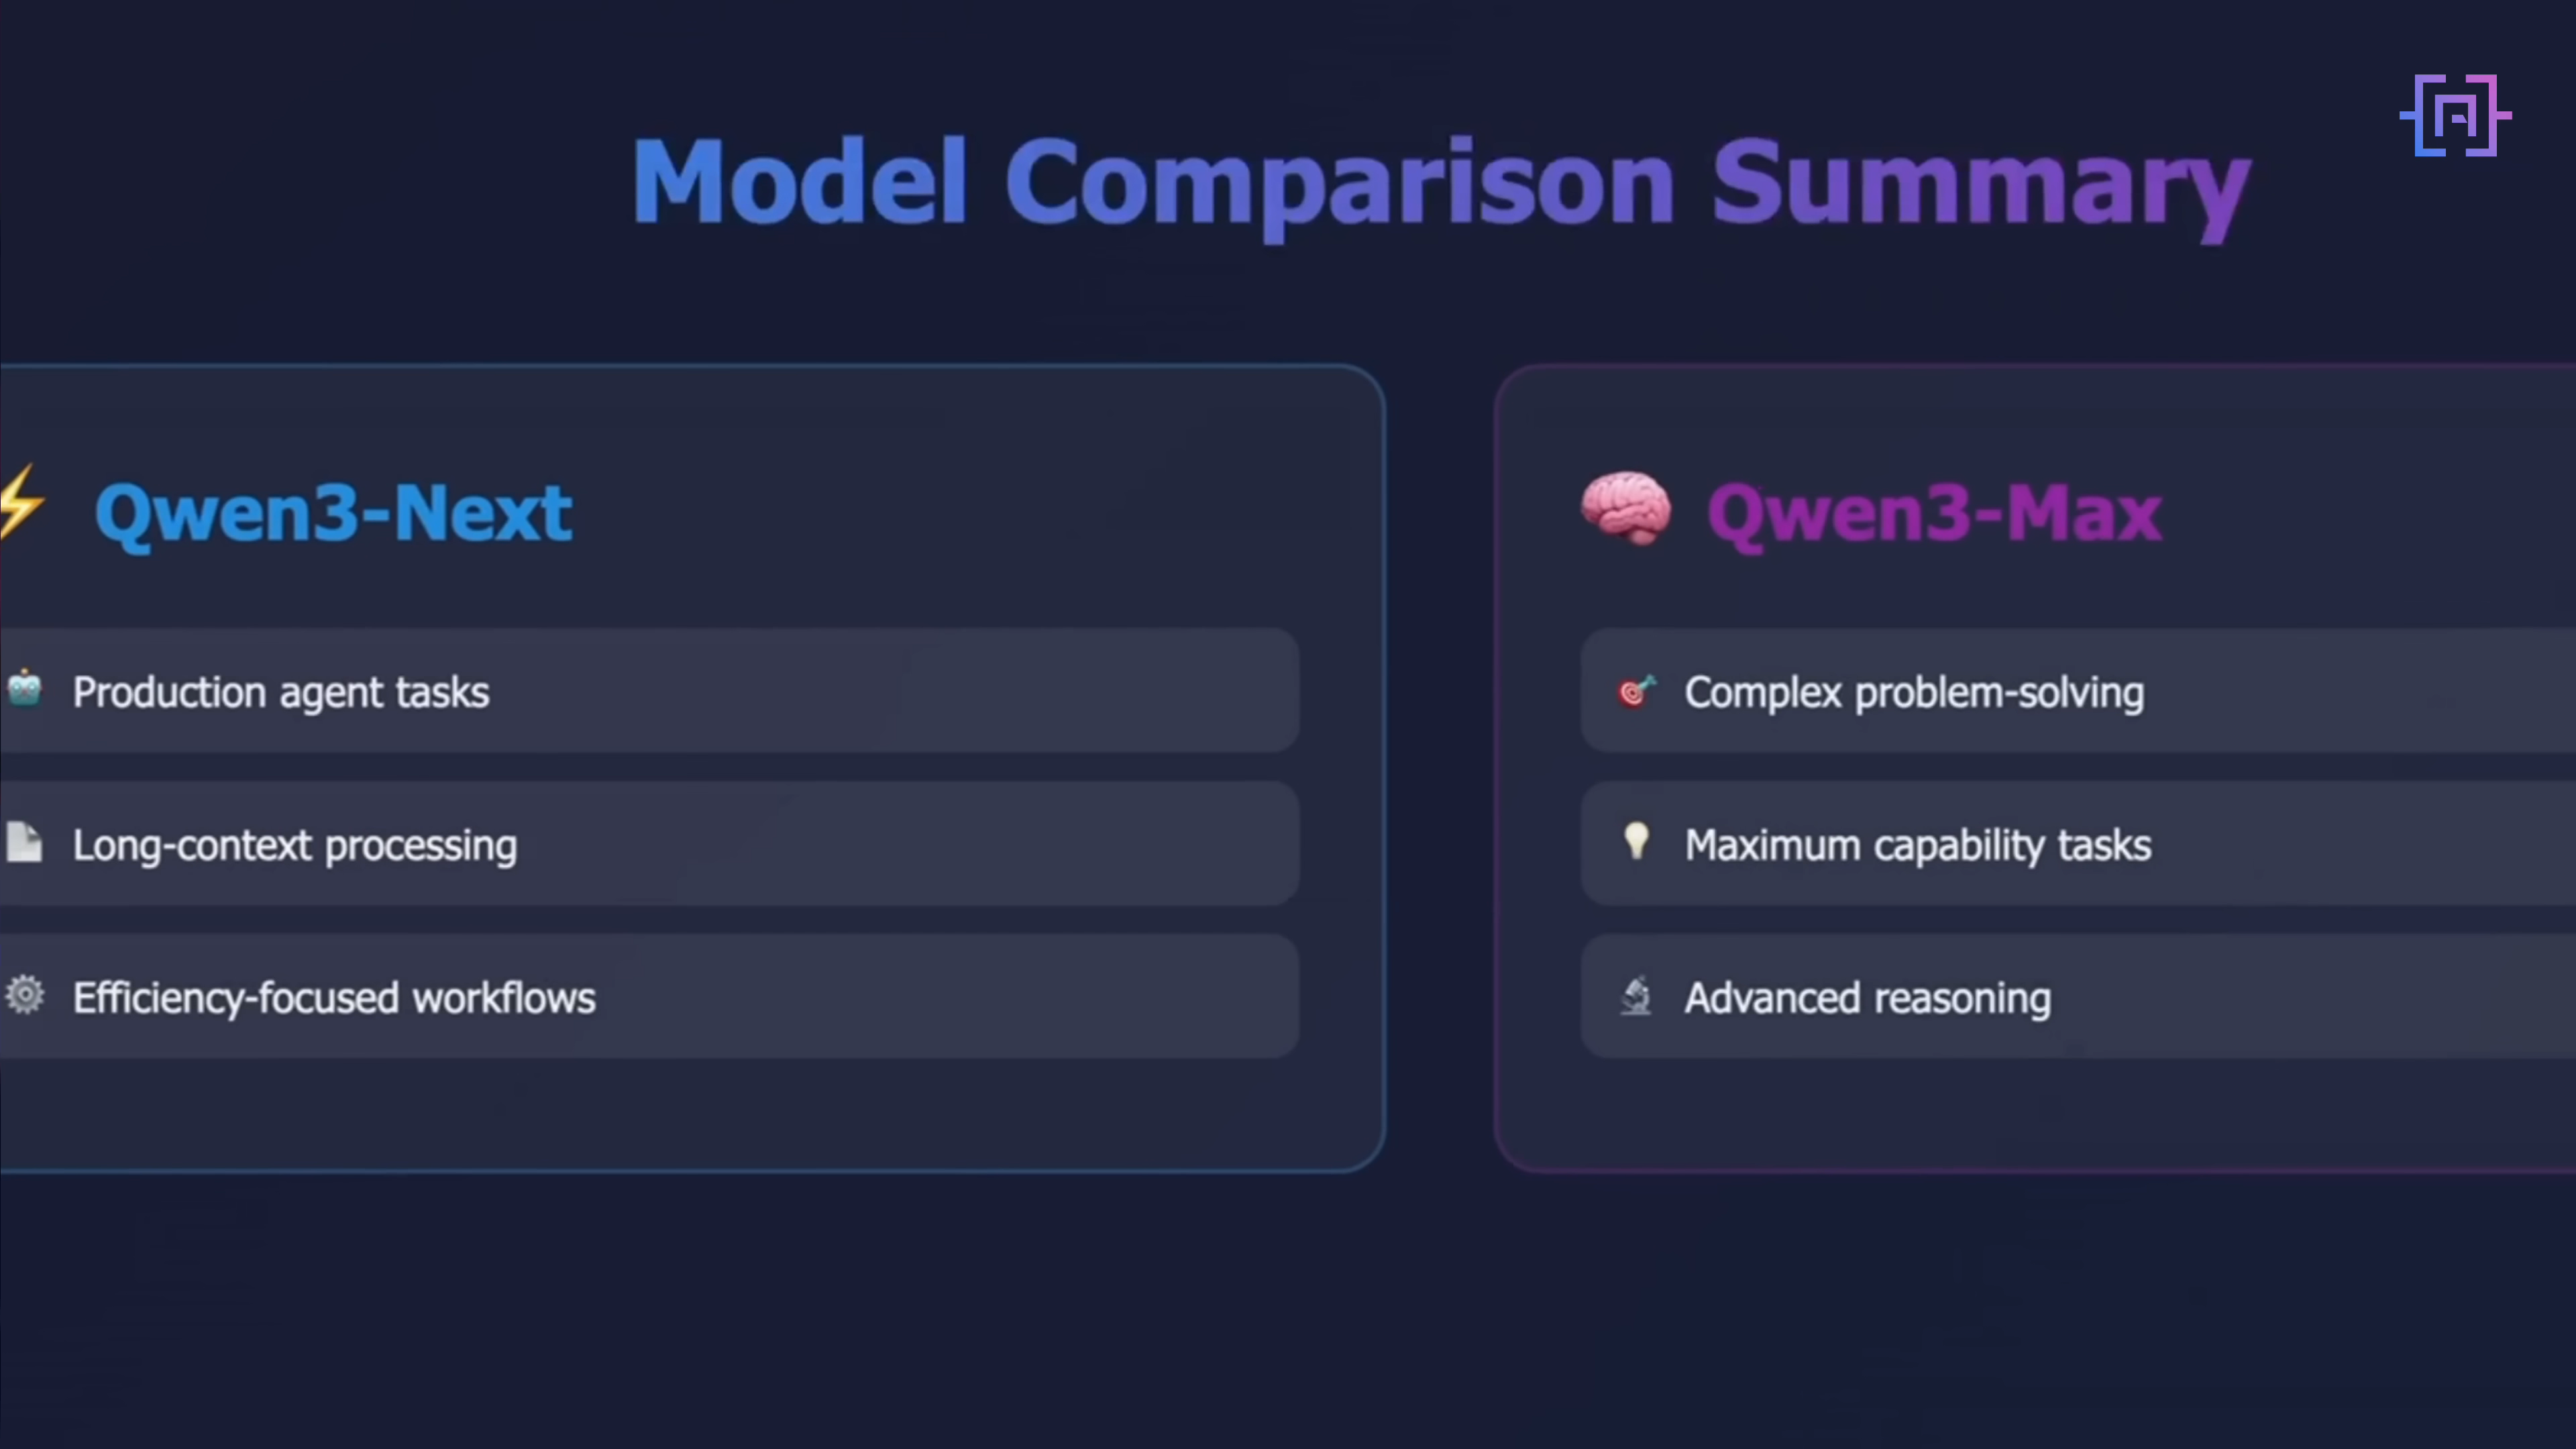 Model Comparison Summary
Qwen3-Next
Production agent tasks
Long-context processing
Efficiency-focused workflows
Qwen3-Max
Complex problem-solving
Maximum capability tasks
Advanced reasoning